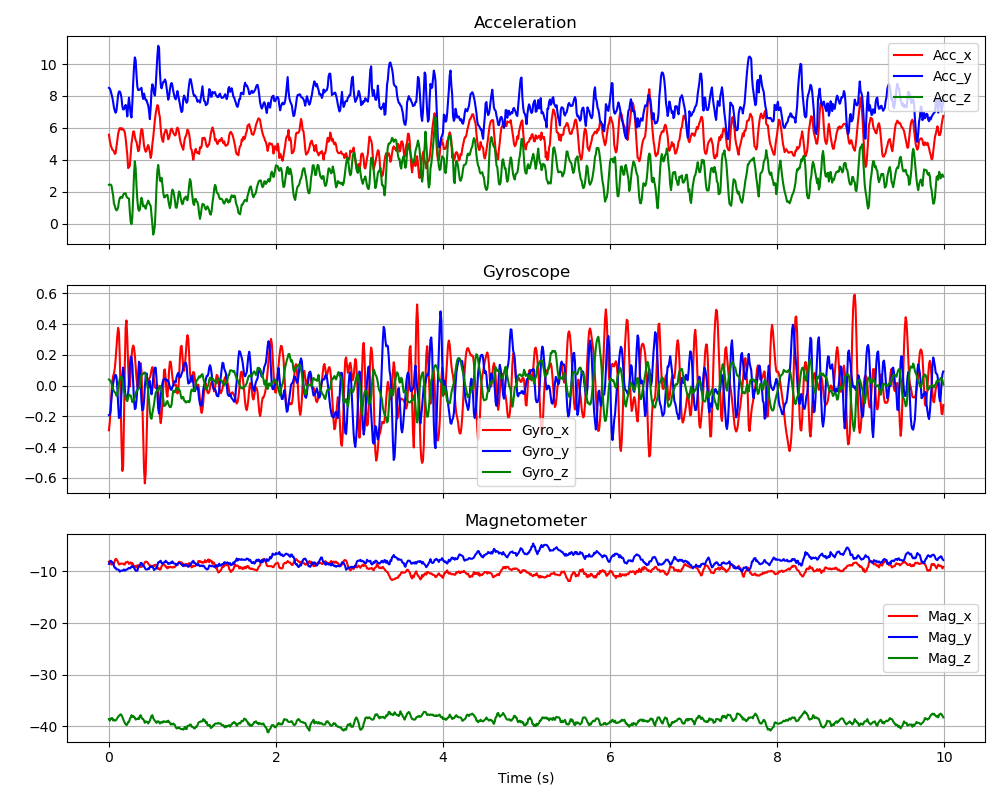 Acceleration
10
8
6
4
2
0
Acc_x
Acc_y
Acc_z
Gyroscope
0.6
0.4
0.2
0.0
−0.2
−0.4
−0.6
Gyro_x
Gyro_y
Gyro_z
Magnetometer
−10
−20
−30
−40
Mag_x
Mag_y
Mag_z
0 2 4 6 8 10
Time (s)